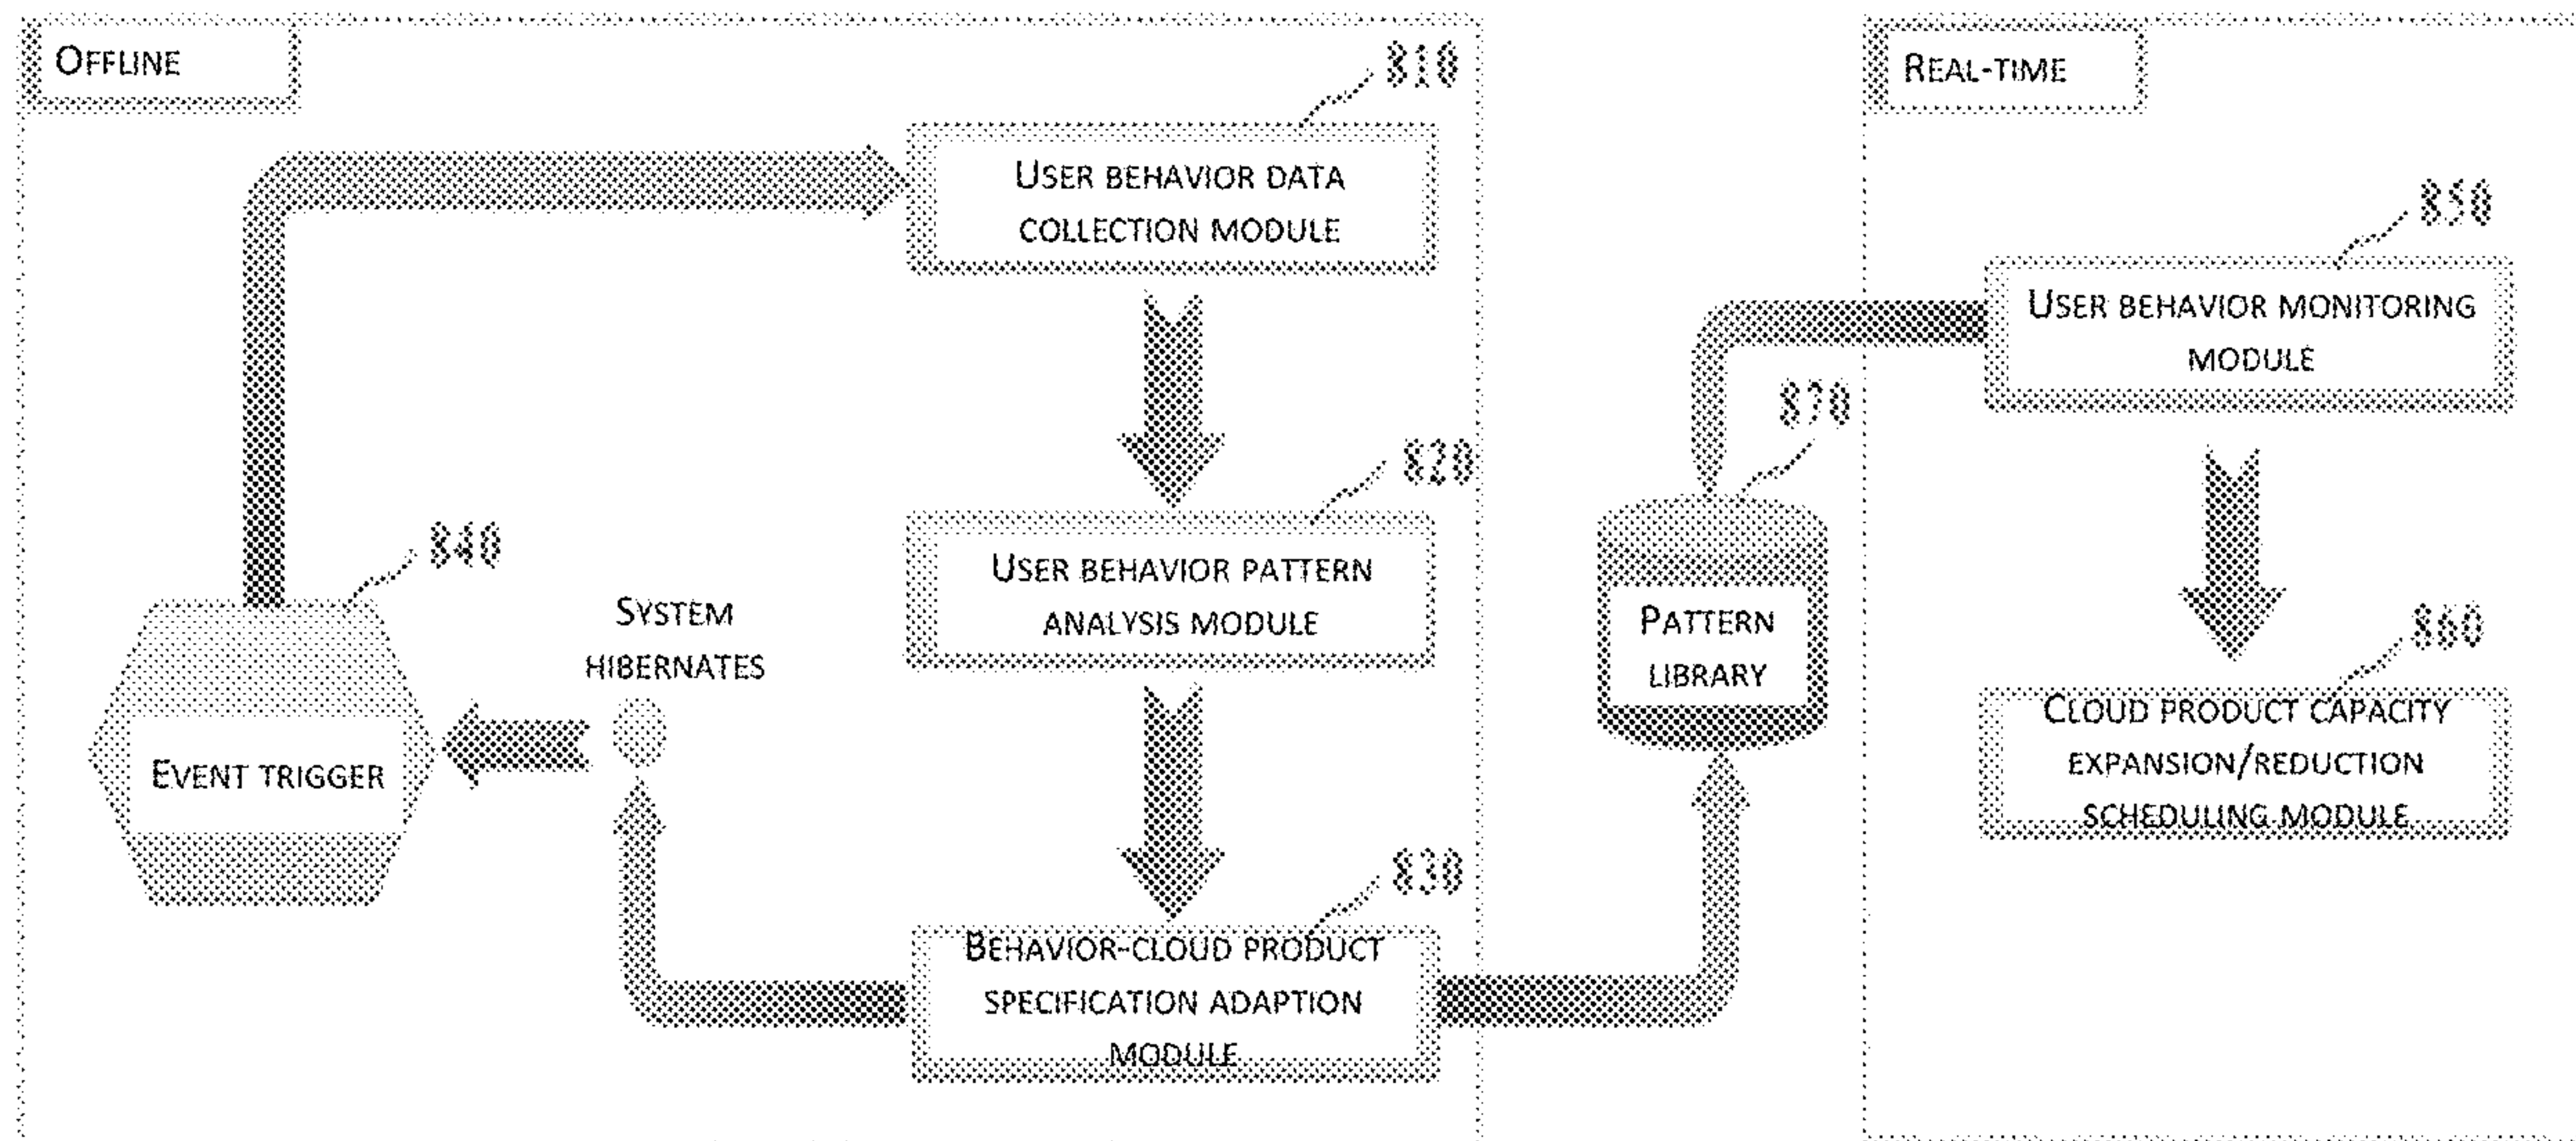 OFFLINE
810
USER BEHAVIOR DATA
COLLECTION MODULE
820
USER BEHAVIOR PATTERN
ANALYSIS MODULE
840
EVENT TRIGGER
SYSTEM
HIBERNATES
830
BEHAVIOR-CLOUD PRODUCT
SPECIFICATION ADAPTION
MODULE
870
PATTERN
LIBRARY
REAL-TIME
850
USER BEHAVIOR MONITORING
MODULE
860
CLOUD PRODUCT CAPACITY
EXPANSION/REDUCTION
SCHEDULING MODULE